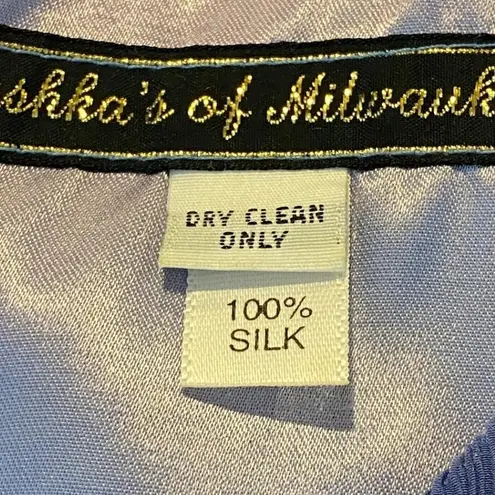 shka's of Milwauk
DRY CLEAN
ONLY
100%
SILK